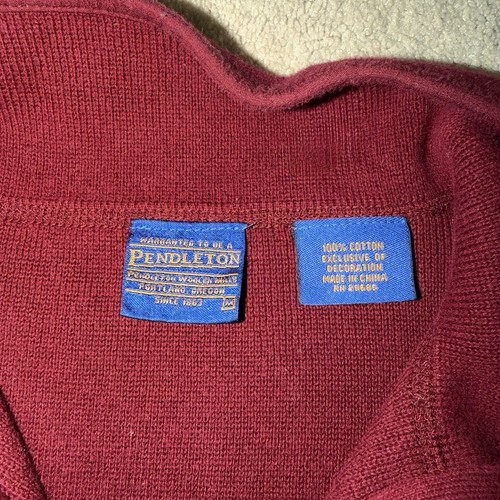 WARRANTED TO BE A
PENDLETON
PENDLETON WOOLEN MILLS
PORTLAND, OREGON
SINCE 1863
M
100% COTTON
EXCLUSIVE OF
DECORATION
MADE IN CHINA
RN 29685